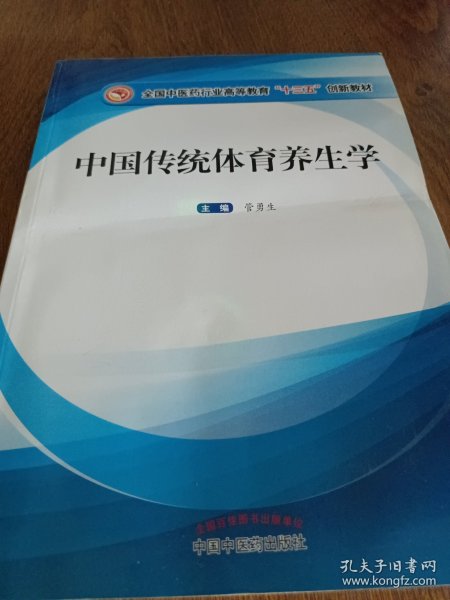 全国中医药行业高等教育“十三五”创新教材
中国传统体育养生学
主编 管勇生
全国百佳图书出版单位
中国中医药出版社
孔夫子旧书网
www.kongfz.com